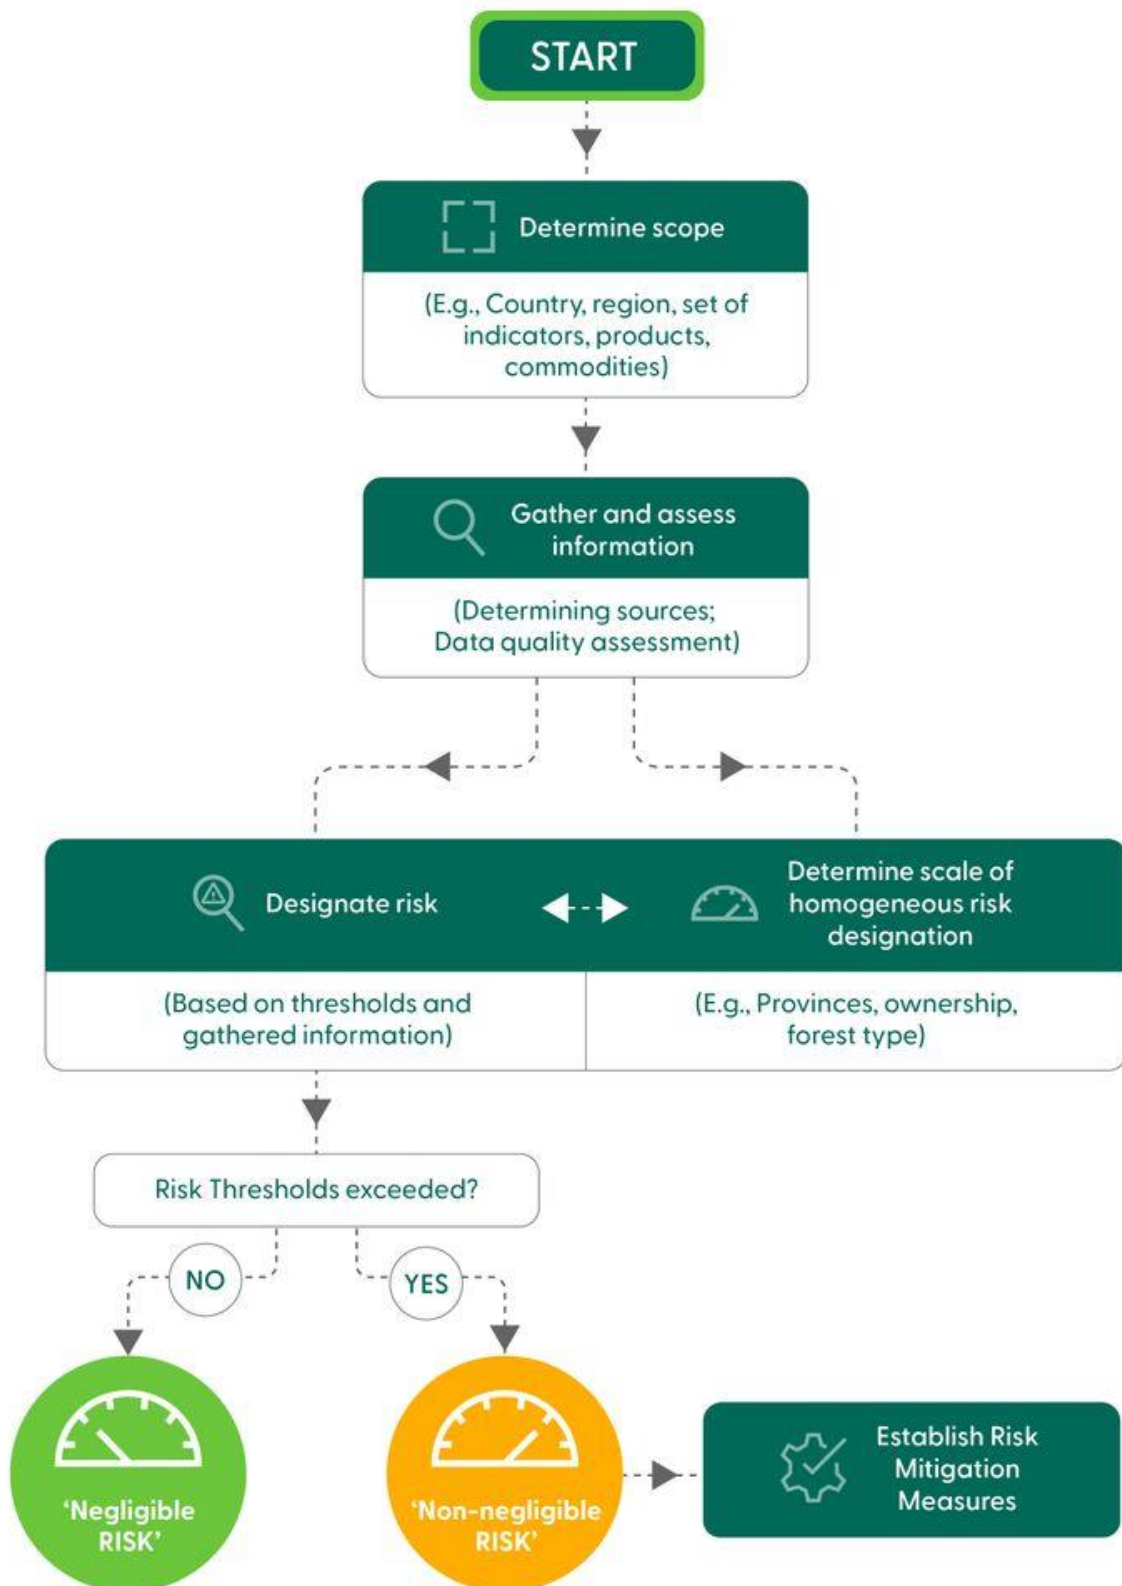 START
Determine scope
(E.g., Country, region, set of
indicators, products,
commodities)
Gather and assess
information
(Determining sources;
Data quality assessment)
Designate risk
Determine scale of
homogeneous risk
designation
(Based on thresholds and
gathered information)
(E.g., Provinces, ownership,
forest type)
Risk Thresholds exceeded?
NO
YES
‘Negligible
RISK’
‘Non-negligible
RISK’
Establish Risk
Mitigation
Measures